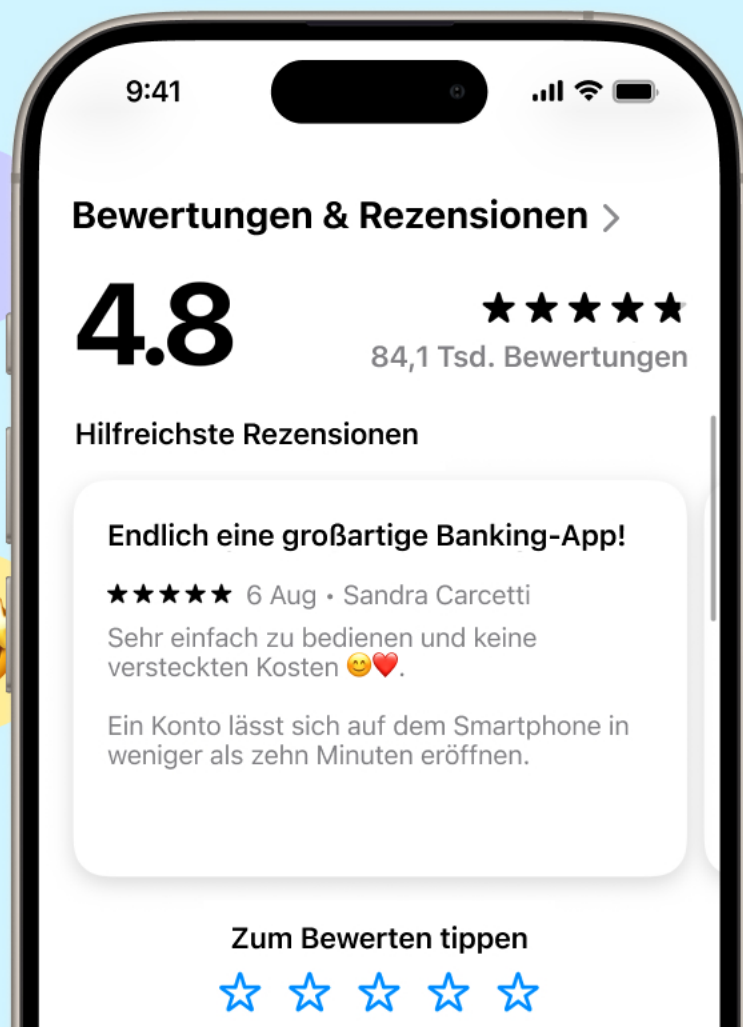 9:41
Bewertungen & Rezensionen
4.8
84,1 Tsd. Bewertungen
Hilfreichste Rezensionen
Endlich eine großartige Banking-App!
6 Aug • Sandra Carcetti
Sehr einfach zu bedienen und keine
versteckten Kosten 😊❤️.
Ein Konto lässt sich auf dem Smartphone in
weniger als zehn Minuten eröffnen.
Zum Bewerten tippen